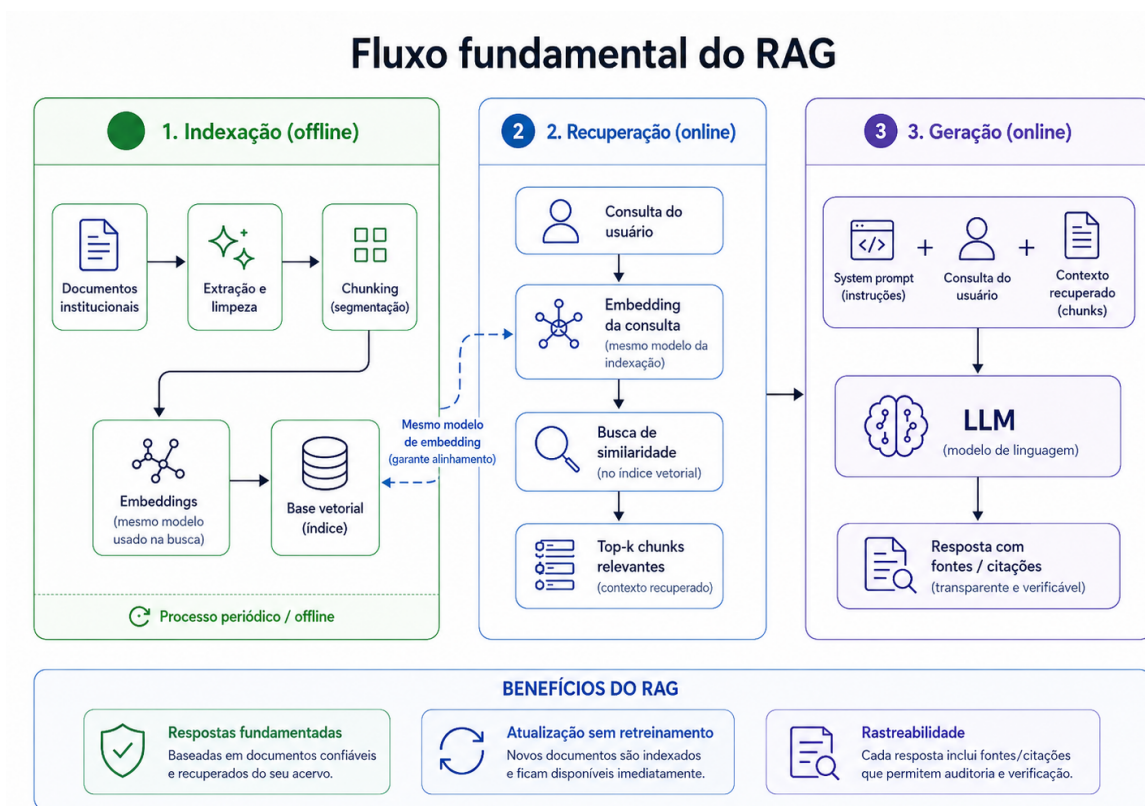 Fluxo fundamental do RAG
1. Indexação (offline)
Documentos
institucionais
Extração e
limpeza
Chunking
(segmentação)
Embeddings
(mesmo modelo
usado na busca)
Base vetorial
(índice)
Processo periódico / offline
Mesmo modelo
de embedding
(garante alinhamento)
2 2. Recuperação (online)
Consulta do
usuário
Embedding
da consulta
(mesmo modelo da
indexação)
Busca de
similaridade
(no índice vetorial)
Top-k chunks
relevantes
(contexto recuperado)
3 3. Geração (online)
System prompt
(instruções)
+
Consulta do
usuário
+
Contexto
recuperado
(chunks)
LLM
(modelo de linguagem)
Resposta com
fontes / citações
(transparente e verificável)
BENEFÍCIOS DO RAG
Respostas fundamentadas
Baseadas em documentos confiáveis
e recuperados do seu acervo.
Atualização sem retreinamento
Novos documentos são indexados
e ficam disponíveis imediatamente.
Rastreabilidade
Cada resposta inclui fontes/citações
que permitem auditoria e verificação.